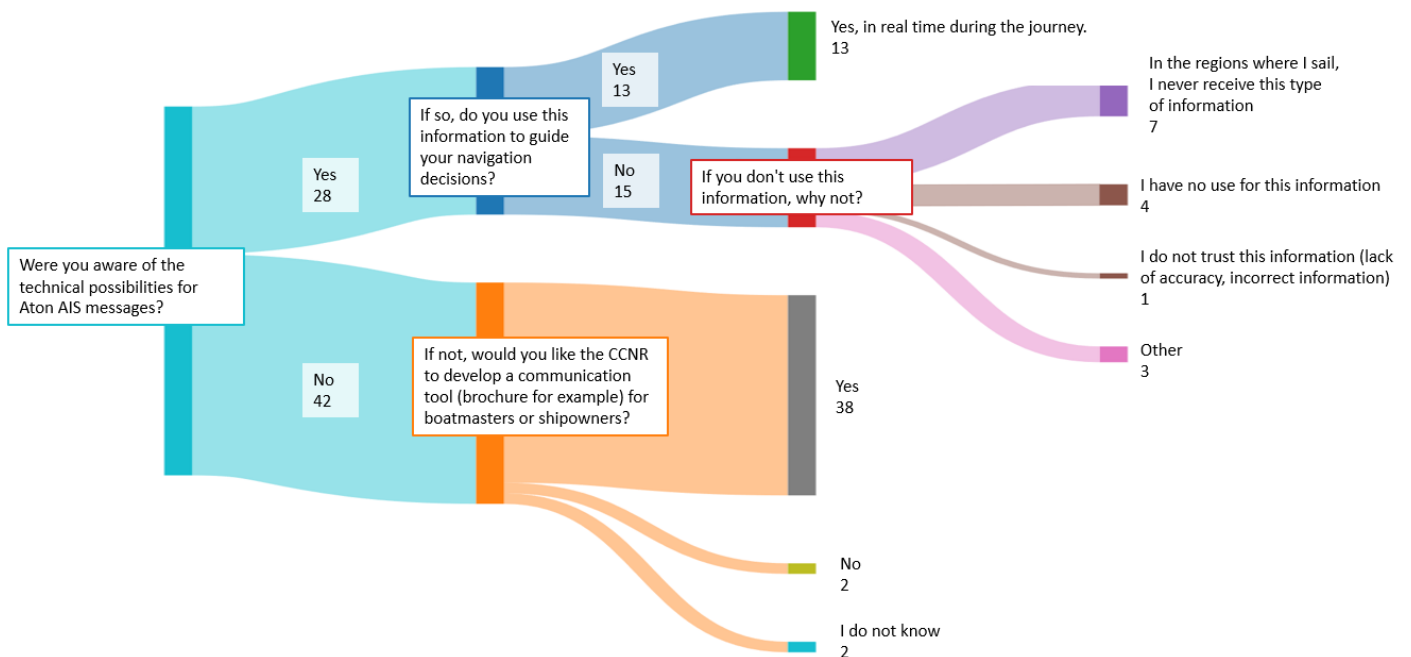 Were you aware of the
technical possibilities for
Aton AIS messages?
Yes
28
No
42
If so, do you use this
information to guide
your navigation
decisions?
If not, would you like the CCNR
to develop a communication
tool (brochure for example) for
boatmasters or shipowners?
Yes
13
No
15
Yes, in real time during the journey.
13
If you don't use this
information, why not?
Yes
38
No
2
I do not know
2
In the regions where I sail,
I never receive this type
of information
7
I have no use for this information
4
I do not trust this information (lack
of accuracy, incorrect information)
1
Other
3